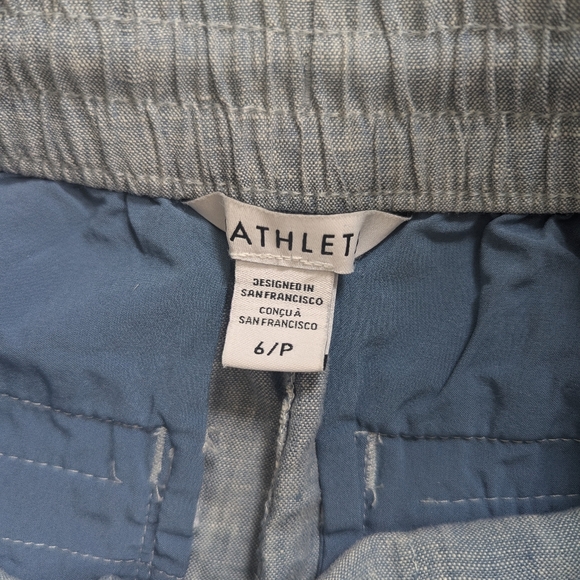 ATHLET
DESIGNED IN
SAN FRANCISCO
CONÇU À
SAN FRANCISCO
6/P